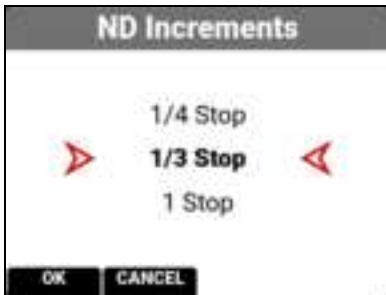 ND Increments
1/4 Stop
1/3 Stop
1 Stop
OK CANCEL